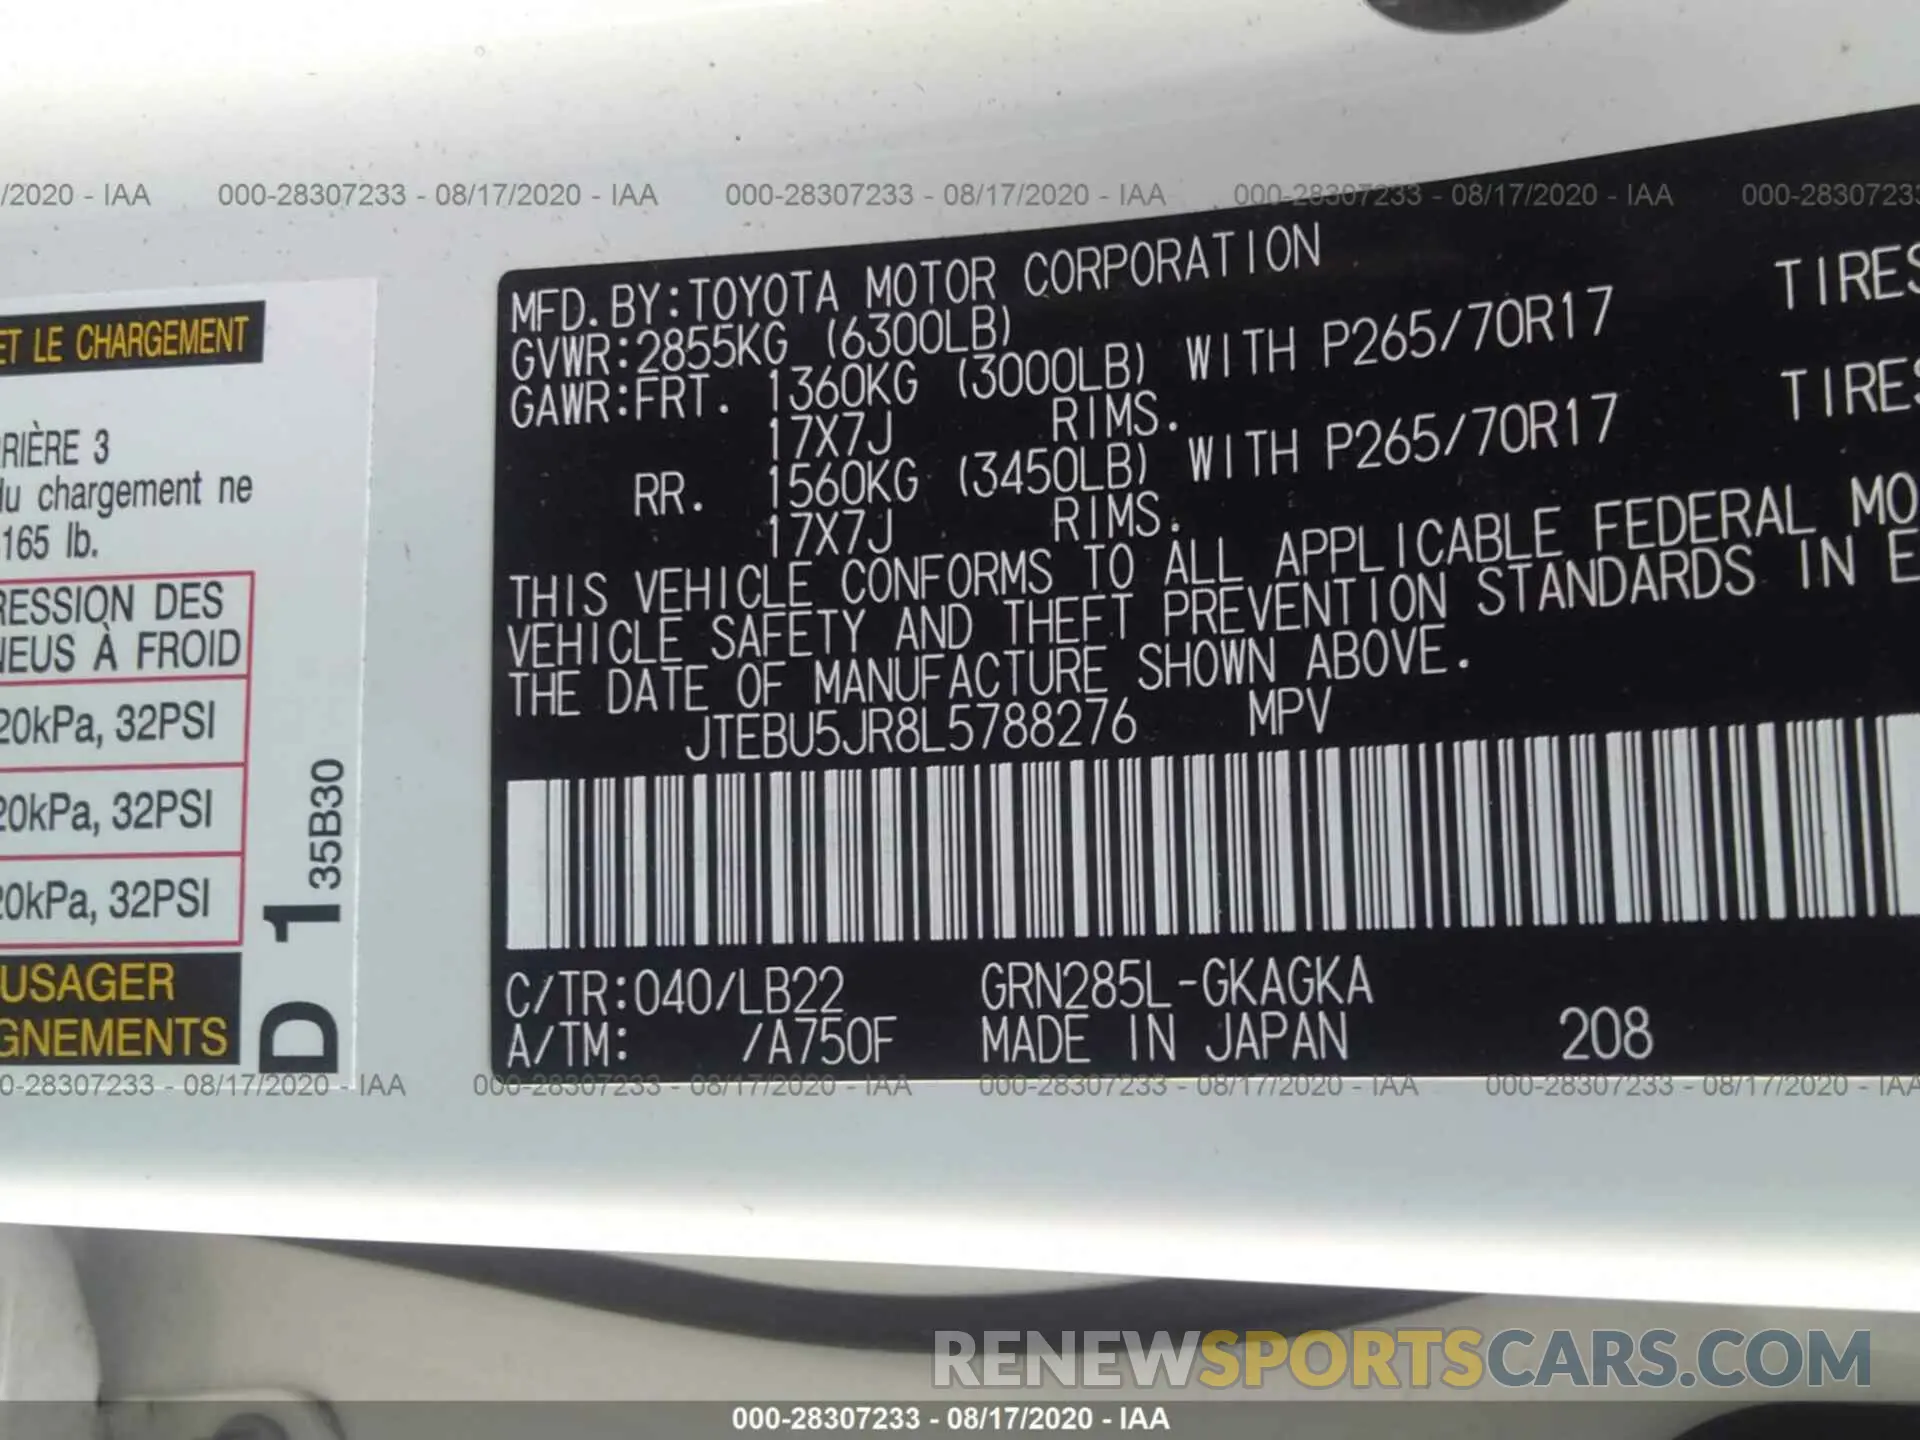 /2020 - IAA 000-28307233 - 08/17/2020 - IAA 000-28307233 - 08/17/2020 - IAA 000-28307233 - 08/17/2020 - IAA 000-28307233
ET LE CHARGEMENT
RIÈRE 3
du chargement ne
165 lb.
RESSION DES
NEUS À FROID
20kPa, 32PSI
20kPa, 32PSI
20kPa, 32PSI
USAGER
GNEMENTS
D 1 35B30
MFD. BY:TOYOTA MOTOR CORPORATION
GVWR:2855KG (6300LB)
GAWR:FRT. 1360KG (3000LB) WITH P265/70R17 TIRES
17X7J RIMS.
RR. 1560KG (3450LB) WITH P265/70R17 TIRES
17X7J RIMS.
THIS VEHICLE CONFORMS TO ALL APPLICABLE FEDERAL MO
VEHICLE SAFETY AND THEFT PREVENTION STANDARDS IN E
THE DATE OF MANUFACTURE SHOWN ABOVE.
JTEBU5JR8L5788276 MPV
C/TR:040/LB22 GRN285L-GKAGKA
A/TM: /A750F MADE IN JAPAN 208
0-28307233 - 08/17/2020 - IAA 000-28307233 - 08/17/2020 - IAA 000-28307233 - 08/17/2020 - IAA 000-28307233 - 08/17/2020 - IAA
RENEWSPORTSCARS.COM
000-28307233 - 08/17/2020 - IAA